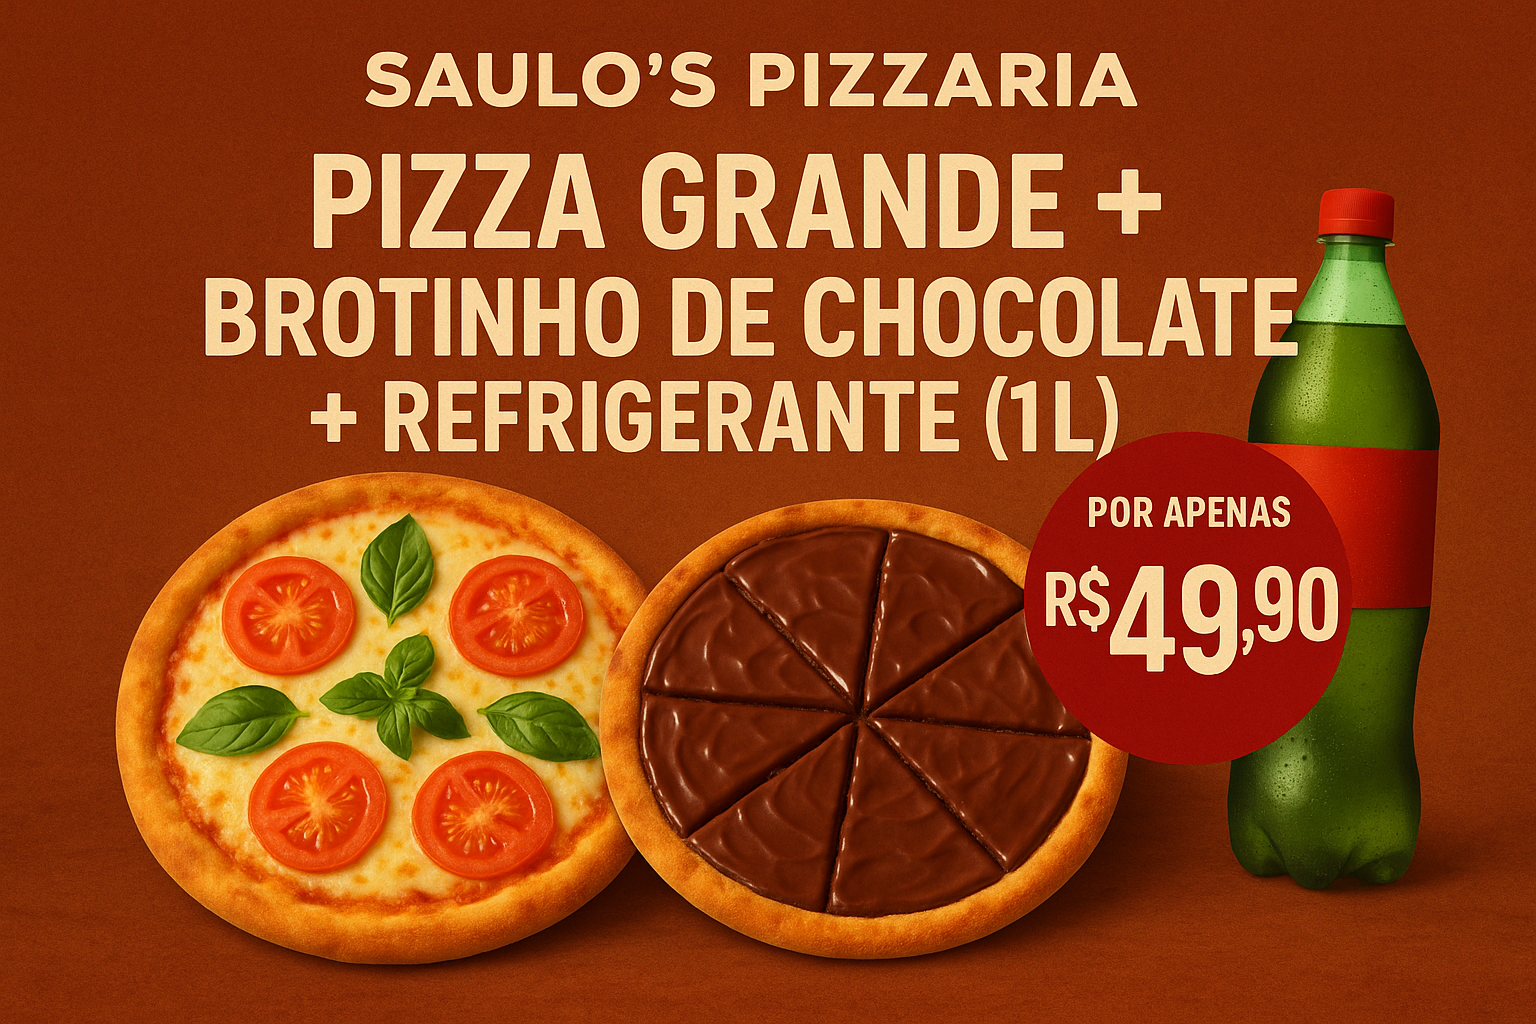 SAULO'S PIZZARIA
PIZZA GRANDE +
BROTINHO DE CHOCOLATE
+ REFRIGERANTE (1L)
POR APENAS
R$49,90